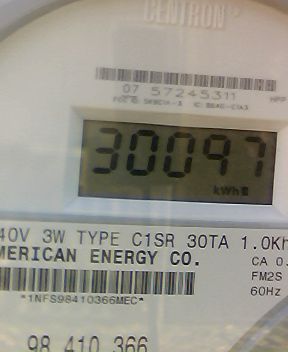 CENTRON®
07 57245311
30097
kWh
40V 3W TYPE C1SR 30TA 1.0Kh
MERICAN ENERGY CO.
CA 0.
FM2S
*1NFS98410366MEC*
60Hz
98 410 366